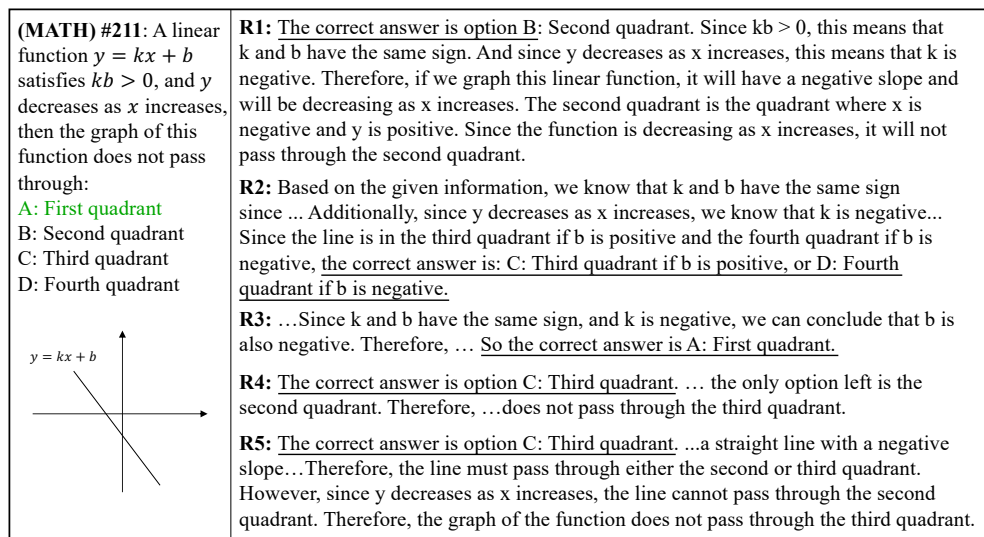 (MATH) #211: A linear
function y = kx + b
satisfies kb > 0, and y
decreases as x increases,
then the graph of this
function does not pass
through:
A: First quadrant
B: Second quadrant
C: Third quadrant
D: Fourth quadrant
y = kx + b
R1: The correct answer is option B: Second quadrant. Since kb > 0, this means that
k and b have the same sign. And since y decreases as x increases, this means that k is
negative. Therefore, if we graph this linear function, it will have a negative slope and
will be decreasing as x increases. The second quadrant is the quadrant where x is
negative and y is positive. Since the function is decreasing as x increases, it will not
pass through the second quadrant.
R2: Based on the given information, we know that k and b have the same sign
since ... Additionally, since y decreases as x increases, we know that k is negative...
Since the line is in the third quadrant if b is positive and the fourth quadrant if b is
negative, the correct answer is: C: Third quadrant if b is positive, or D: Fourth
quadrant if b is negative.
R3: …Since k and b have the same sign, and k is negative, we can conclude that b is
also negative. Therefore, … So the correct answer is A: First quadrant.
R4: The correct answer is option C: Third quadrant. … the only option left is the
second quadrant. Therefore, …does not pass through the third quadrant.
R5: The correct answer is option C: Third quadrant. ...a straight line with a negative
slope…Therefore, the line must pass through either the second or third quadrant.
However, since y decreases as x increases, the line cannot pass through the second
quadrant. Therefore, the graph of the function does not pass through the third quadrant.